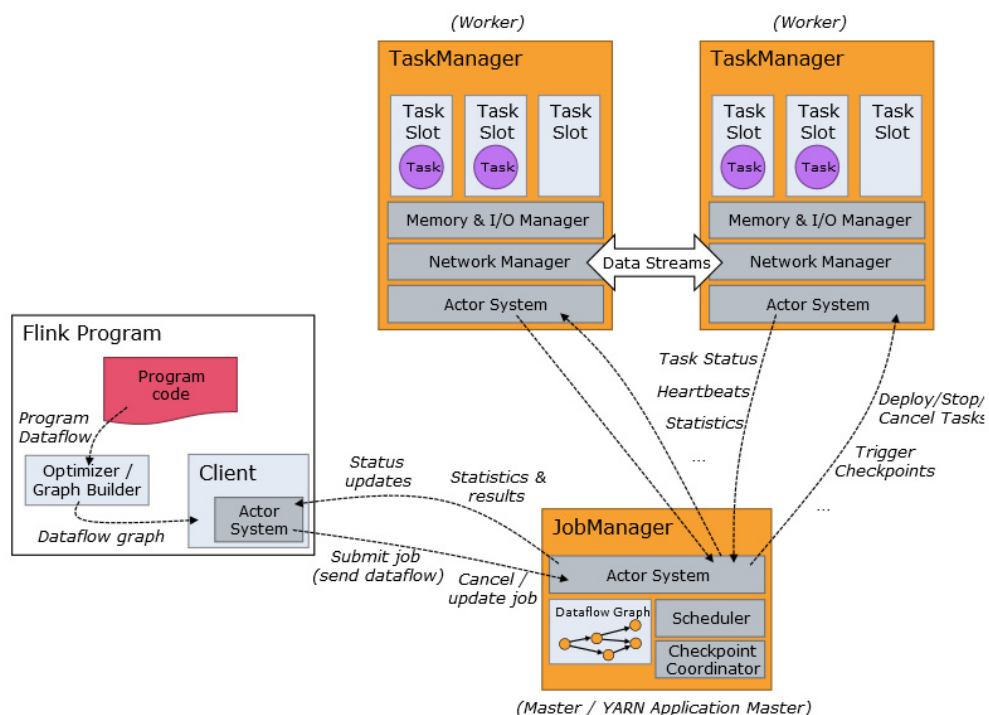 (Worker)
TaskManager
Task
Slot
Task
Task
Slot
Task
Task
Slot
Memory & I/O Manager
Network Manager
Actor System
(Worker)
TaskManager
Task
Slot
Task
Task
Slot
Task
Task
Slot
Memory & I/O Manager
Network Manager
Actor System
Data Streams
Flink Program
Program
code
Program
Dataflow
Optimizer /
Graph Builder
Dataflow graph
Client
Actor
System
Status
updates
Statistics &
results
Submit job
(send dataflow)
Cancel /
update job
Task Status
Heartbeats
Statistics
...
Deploy/Stop/
Cancel Tasks
Trigger
Checkpoints
...
JobManager
Actor System
Dataflow Graph
Scheduler
Checkpoint
Coordinator
(Master / YARN Application Master)